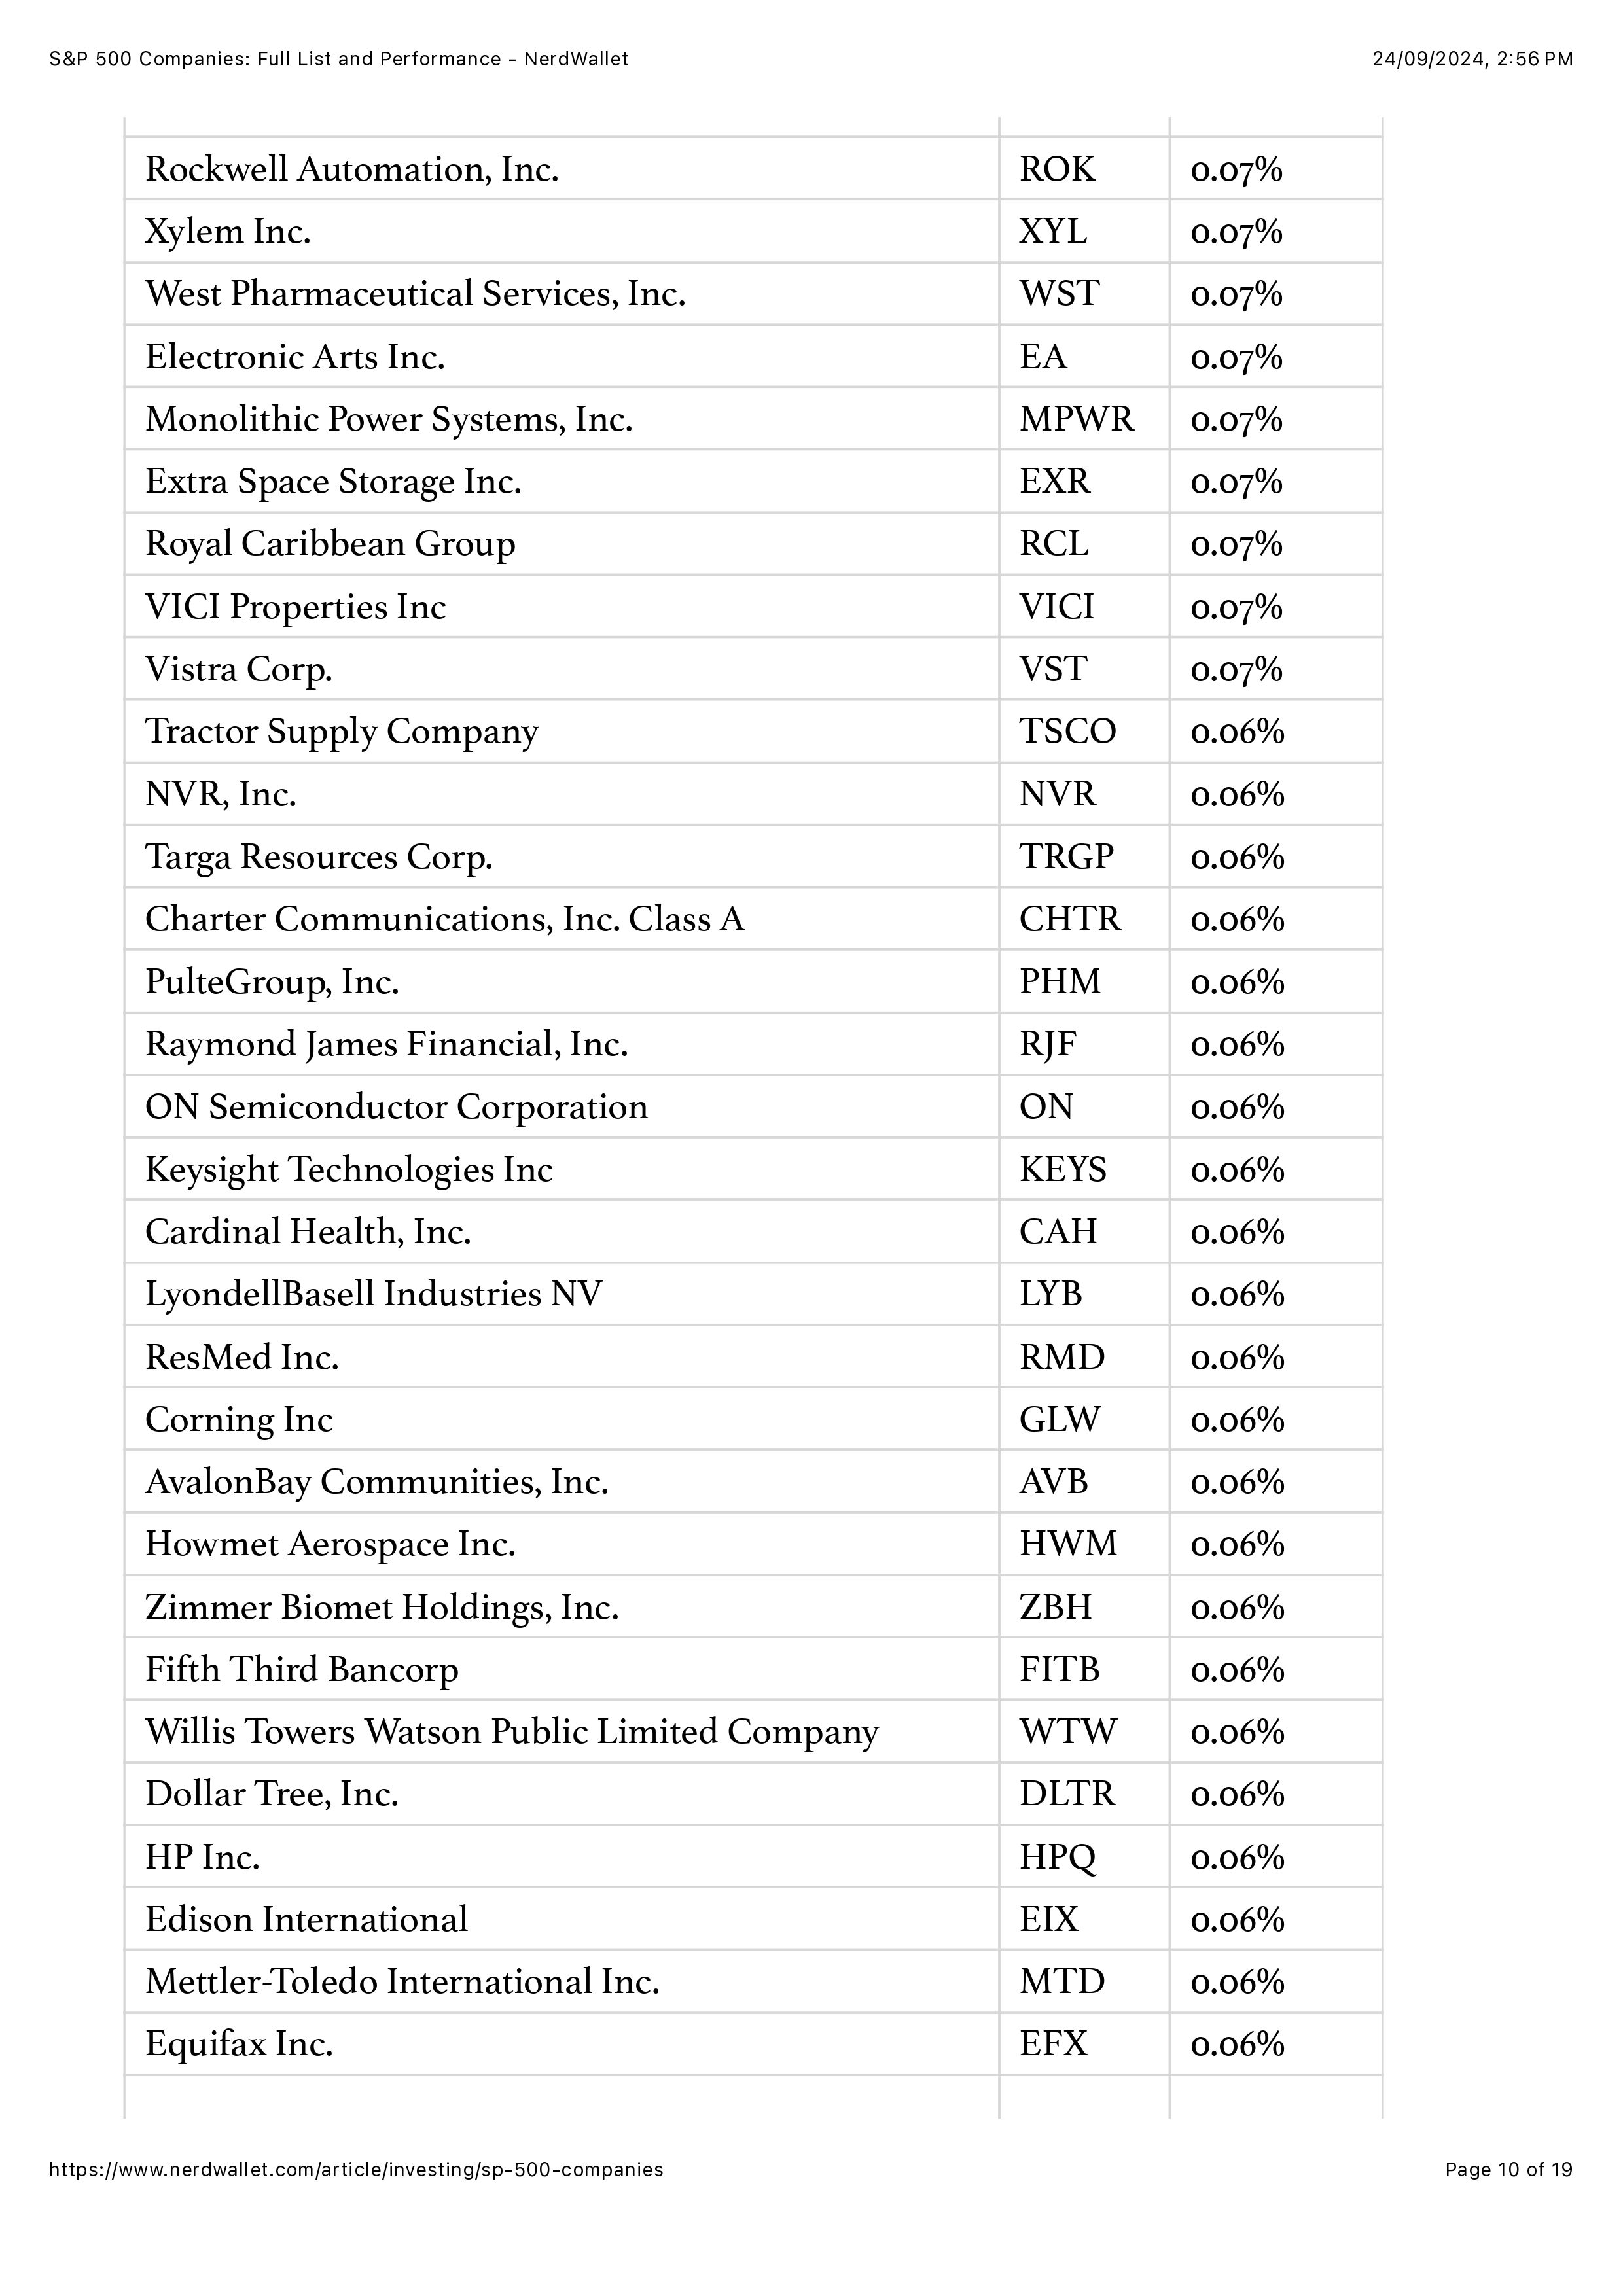 S&P 500 Companies: Full List and Performance - NerdWallet 24/09/2024, 2:56 PM
Rockwell Automation, Inc. ROK 0.07%
Xylem Inc. XYL 0.07%
West Pharmaceutical Services, Inc. WST 0.07%
Electronic Arts Inc. EA 0.07%
Monolithic Power Systems, Inc. MPWR 0.07%
Extra Space Storage Inc. EXR 0.07%
Royal Caribbean Group RCL 0.07%
VICI Properties Inc VICI 0.07%
Vistra Corp. VST 0.07%
Tractor Supply Company TSCO 0.06%
NVR, Inc. NVR 0.06%
Targa Resources Corp. TRGP 0.06%
Charter Communications, Inc. Class A CHTR 0.06%
PulteGroup, Inc. PHM 0.06%
Raymond James Financial, Inc. RJF 0.06%
ON Semiconductor Corporation ON 0.06%
Keysight Technologies Inc KEYS 0.06%
Cardinal Health, Inc. CAH 0.06%
LyondellBasell Industries NV LYB 0.06%
ResMed Inc. RMD 0.06%
Corning Inc GLW 0.06%
AvalonBay Communities, Inc. AVB 0.06%
Howmet Aerospace Inc. HWM 0.06%
Zimmer Biomet Holdings, Inc. ZBH 0.06%
Fifth Third Bancorp FITB 0.06%
Willis Towers Watson Public Limited Company WTW 0.06%
Dollar Tree, Inc. DLTR 0.06%
HP Inc. HPQ 0.06%
Edison International EIX 0.06%
Mettler-Toledo International Inc. MTD 0.06%
Equifax Inc. EFX 0.06%
https://www.nerdwallet.com/article/investing/sp-500-companies Page 10 of 19